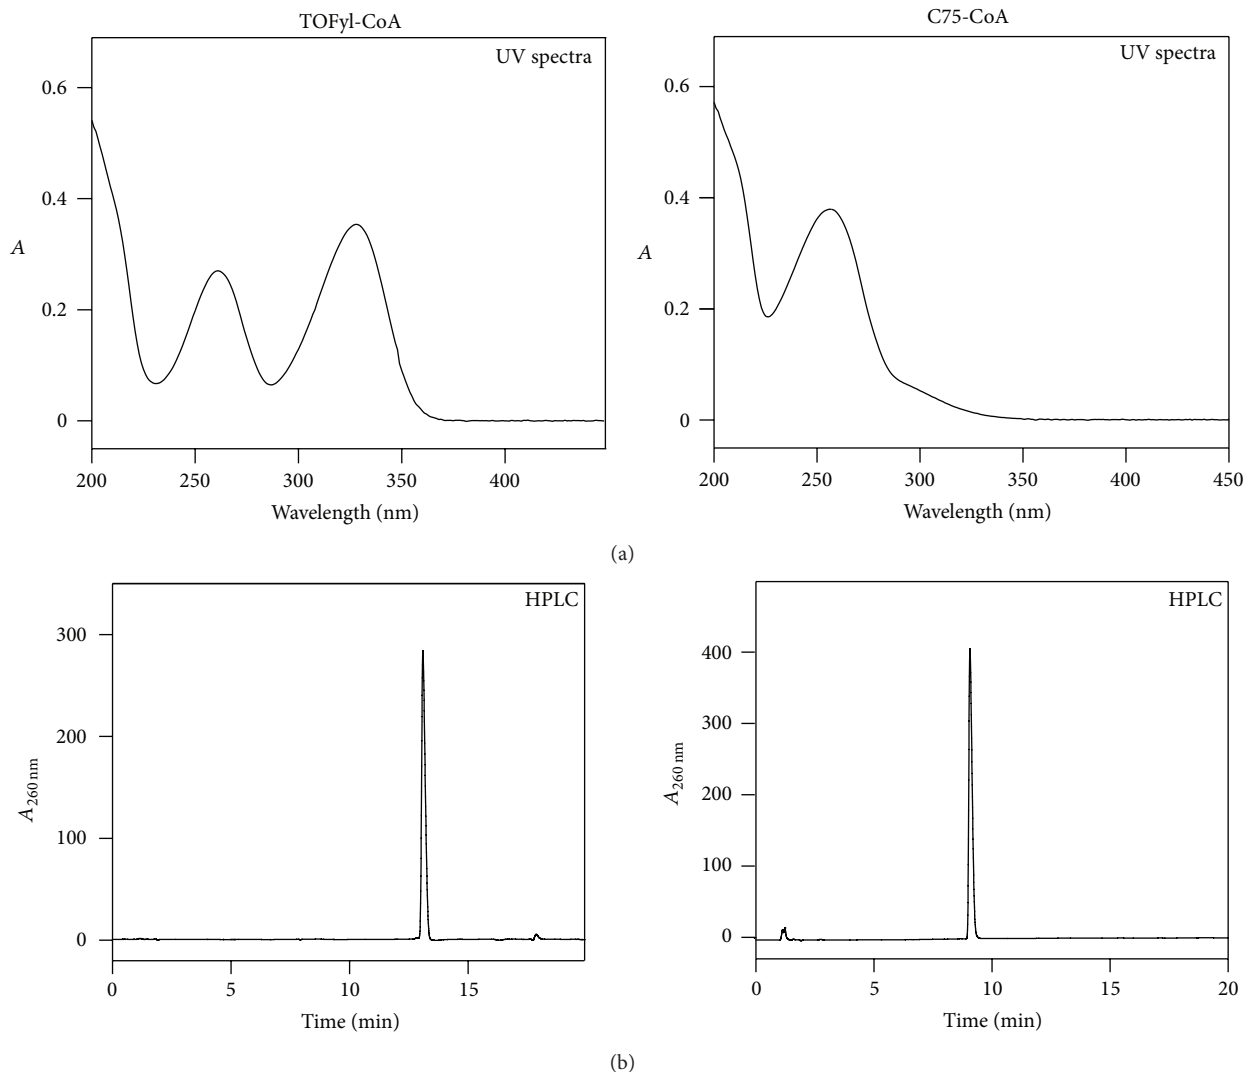 TOFyl-CoA
UV spectra
0.6
0.4
A
0.2
0
200 250 300 350 400
Wavelength (nm)
C75-CoA
UV spectra
0.6
0.4
A
0.2
0
200 250 300 350 400 450
Wavelength (nm)
(a)
HPLC
300
200
100
0
A260 nm
0 5 10 15
Time (min)
HPLC
400
300
200
100
0
A260 nm
0 5 10 15 20
Time (min)
(b)